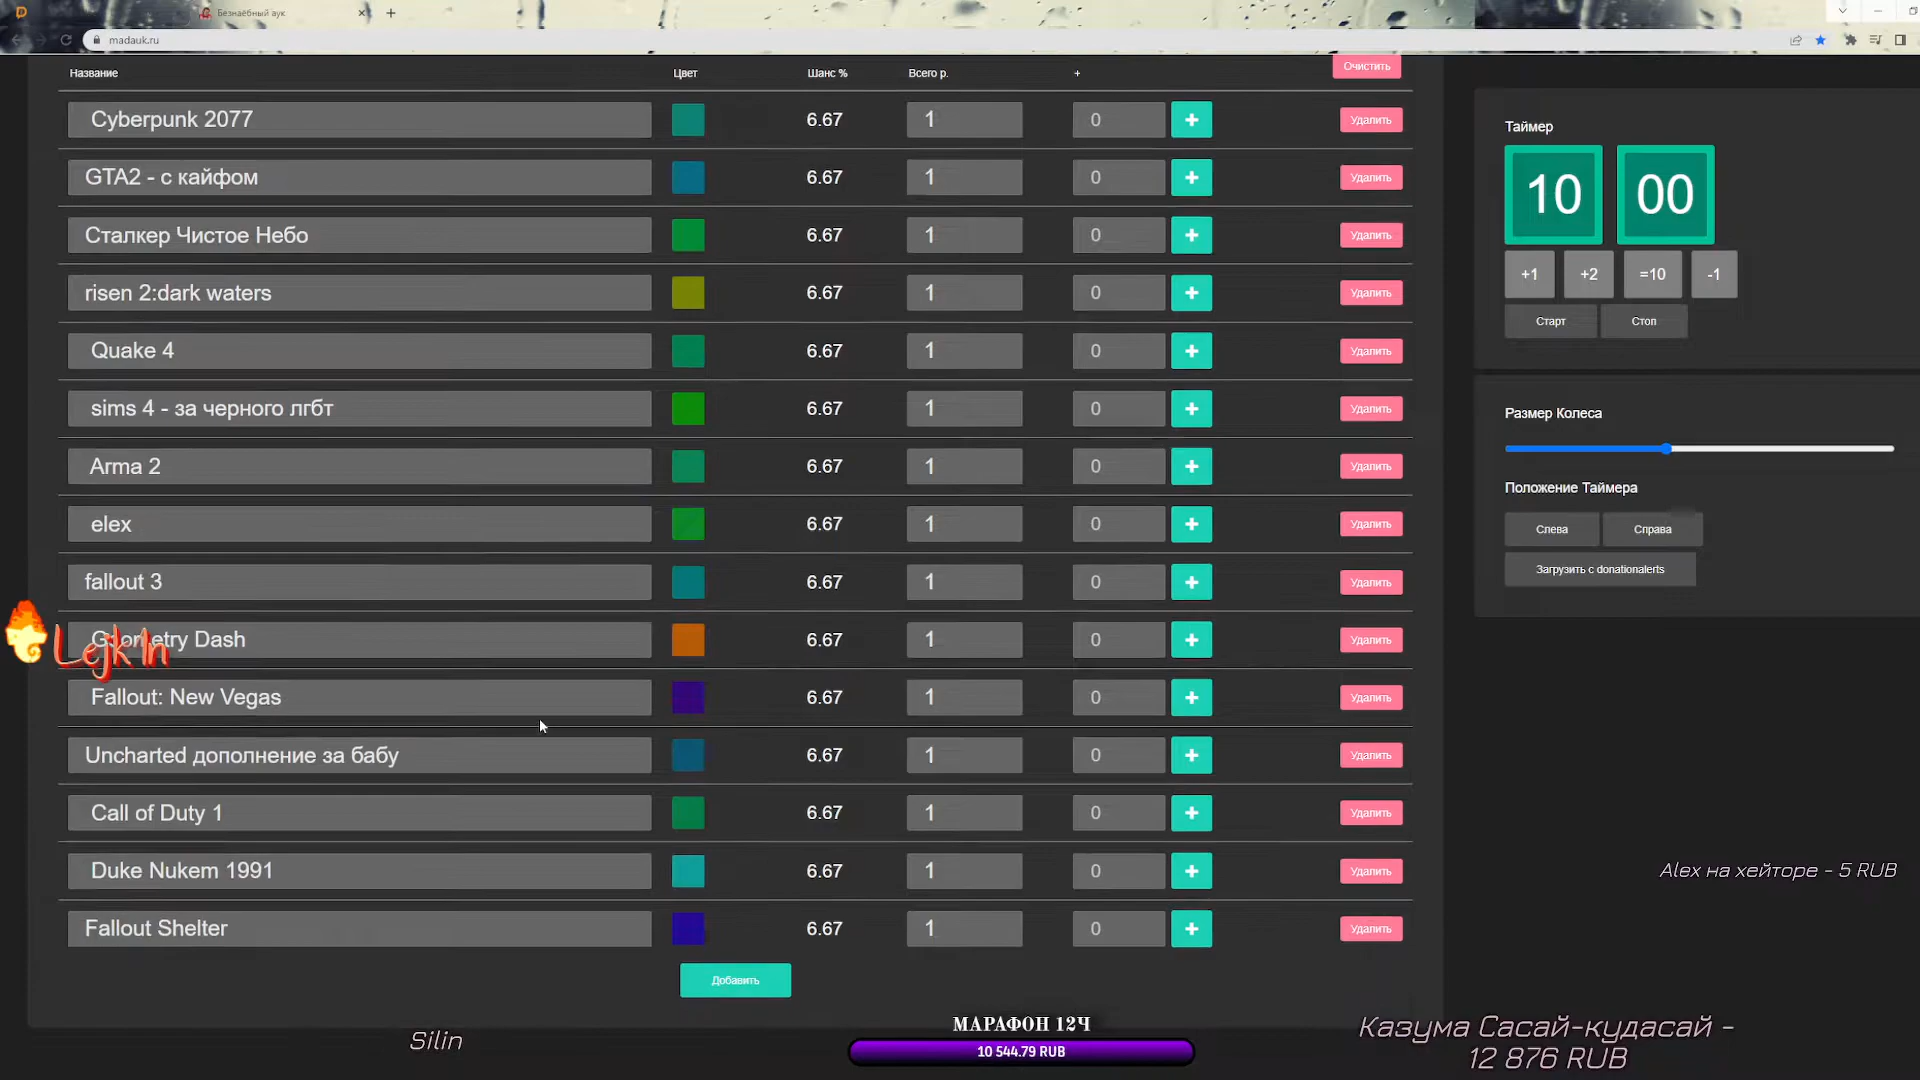 Безнаёбный аук
madauk.ru
Название Цвет Шанс % Всего р. + Очистить
Cyberpunk 2077 6.67 1 0 + Удалить
GTA2 - с кайфом 6.67 1 0 + Удалить
Сталкер Чистое Небо 6.67 1 0 + Удалить
risen 2:dark waters 6.67 1 0 + Удалить
Quake 4 6.67 1 0 + Удалить
sims 4 - за черного лгбт 6.67 1 0 + Удалить
Arma 2 6.67 1 0 + Удалить
elex 6.67 1 0 + Удалить
fallout 3 6.67 1 0 + Удалить
Geometry Dash 6.67 1 0 + Удалить
Lejk1n
Fallout: New Vegas 6.67 1 0 + Удалить
Uncharted дополнение за бабу 6.67 1 0 + Удалить
Call of Duty 1 6.67 1 0 + Удалить
Duke Nukem 1991 6.67 1 0 + Удалить
Fallout Shelter 6.67 1 0 + Удалить
Добавить
Таймер
10 00
+1 +2 =10 -1
Старт Стоп
Размер Колеса
Положение Таймера
Слева Справа
Загрузить с donationalerts
Alex на хейторе - 5 RUB
Silin
МАРАФОН 12Ч
10 544.79 RUB
Казума Сасай-кудасай -
12 876 RUB